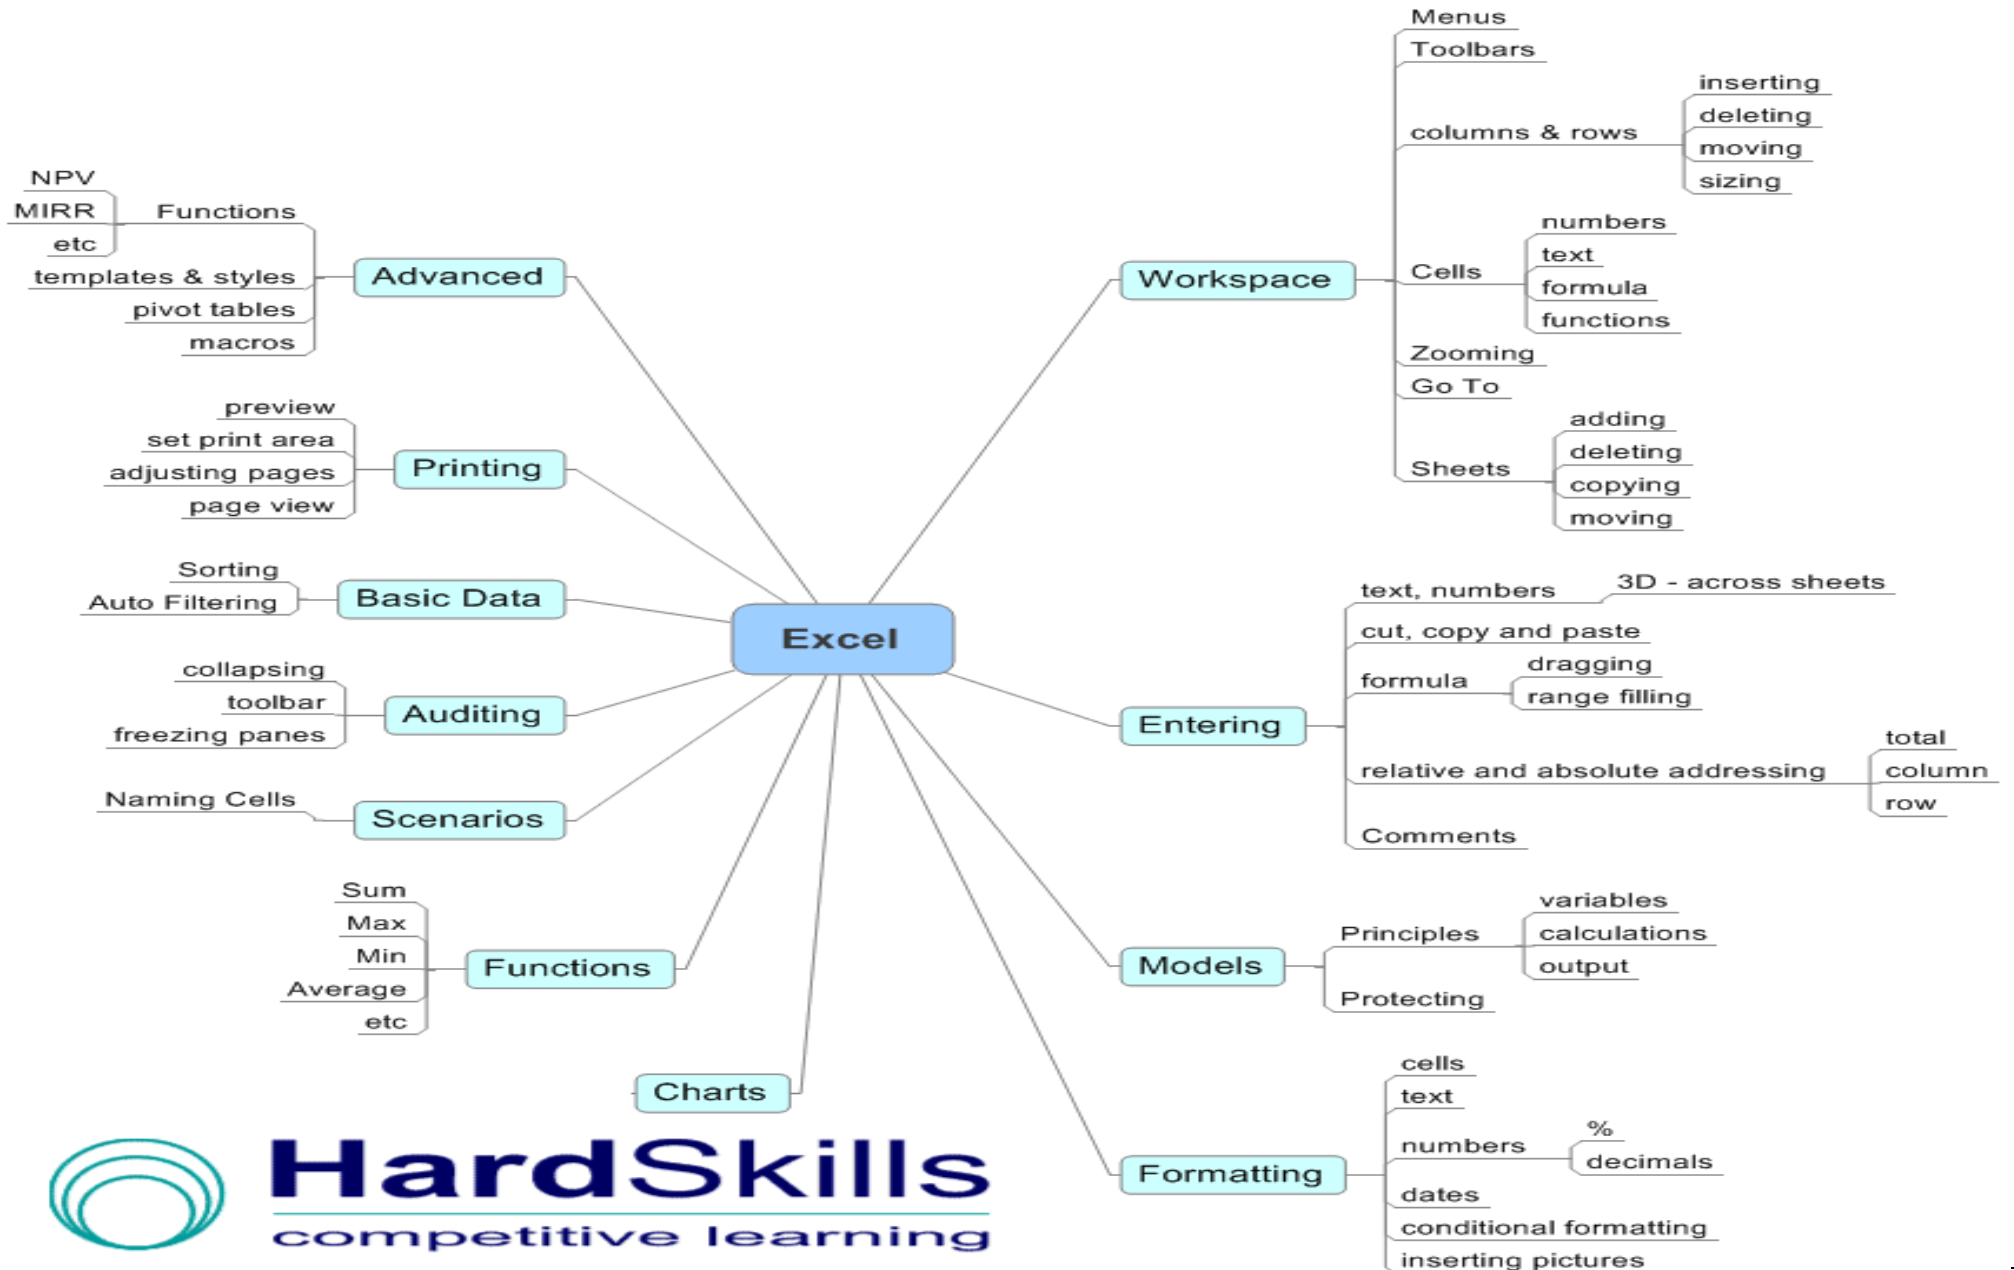 Excel
Workspace
Menus
Toolbars
columns & rows
inserting
deleting
moving
sizing
Cells
numbers
text
formula
functions
Zooming
Go To
Sheets
adding
deleting
copying
moving
Entering
text, numbers
3D - across sheets
cut, copy and paste
formula
dragging
range filling
relative and absolute addressing
total
column
row
Comments
Models
Principles
variables
calculations
output
Protecting
Formatting
cells
text
numbers
%
decimals
dates
conditional formatting
inserting pictures
Advanced
Functions
NPV
MIRR
etc
templates & styles
pivot tables
macros
Printing
preview
set print area
adjusting pages
page view
Basic Data
Sorting
Auto Filtering
Auditing
collapsing
toolbar
freezing panes
Scenarios
Naming Cells
Functions
Sum
Max
Min
Average
etc
Charts
HardSkills
competitive learning